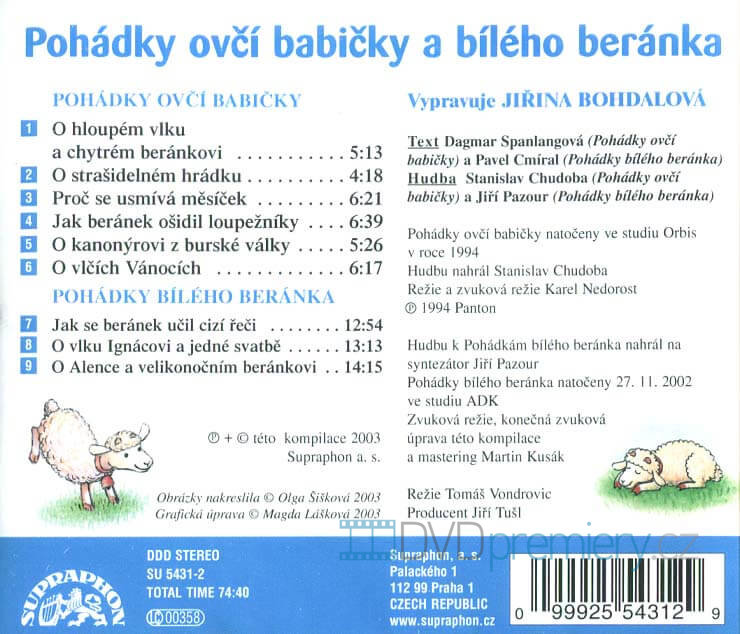 Pohádky ovčí babičky a bílého beránka
POHÁDKY OVČÍ BABIČKY
1 O hloupém vlku
a chytrém beránkovi ........... 5:13
2 O strašidelném hrádku ......... 4:18
3 Proč se usmívá měsíček ........ 6:21
4 Jak beránek ošidil loupežníky .... 6:39
5 O kanonýrovi z burské války ..... 5:26
6 O vlčích Vánocích ............ 6:17
POHÁDKY BÍLÉHO BERÁNKA
7 Jak se beránek učil cizí řeči ....... 12:54
8 O vlku Ignácovi a jedné svatbě ..... 13:13
9 O Alence a velikonočním beránkovi .. 14:15
℗ + © této kompilace 2003
Supraphon a. s.
Obrázky nakreslila © Olga Šišková 2003
Grafická úprava © Magda Lášková 2003
Vypravuje JIŘINA BOHDALOVÁ
Text Dagmar Spanlangová (Pohádky ovčí
babičky) a Pavel Cmíral (Pohádky bílého beránka)
Hudba Stanislav Chudoba (Pohádky ovčí
babičky) a Jiří Pazour (Pohádky bílého beránka)
Pohádky ovčí babičky natočeny ve studiu Orbis
v roce 1994
Hudbu nahrál Stanislav Chudoba
Režie a zvuková režie Karel Nedorost
℗ 1994 Panton
Hudbu k Pohádkám bílého beránka nahrál na
syntezátor Jiří Pazour
Pohádky bílého beránka natočeny 27. 11. 2002
ve studiu ADK
Zvuková režie, konečná zvuková
úprava této kompilace
a mastering Martin Kusák
Režie Tomáš Vondrovic
Producent Jiří Tušl
DVDpremiery.cz
SUPRAPHON
DDD STEREO
SU 5431-2
TOTAL TIME 74:40
LC 00358
Supraphon, a. s.
Palackého 1
112 99 Praha 1
CZECH REPUBLIC
www.supraphon.cz
0 99925 54312 9